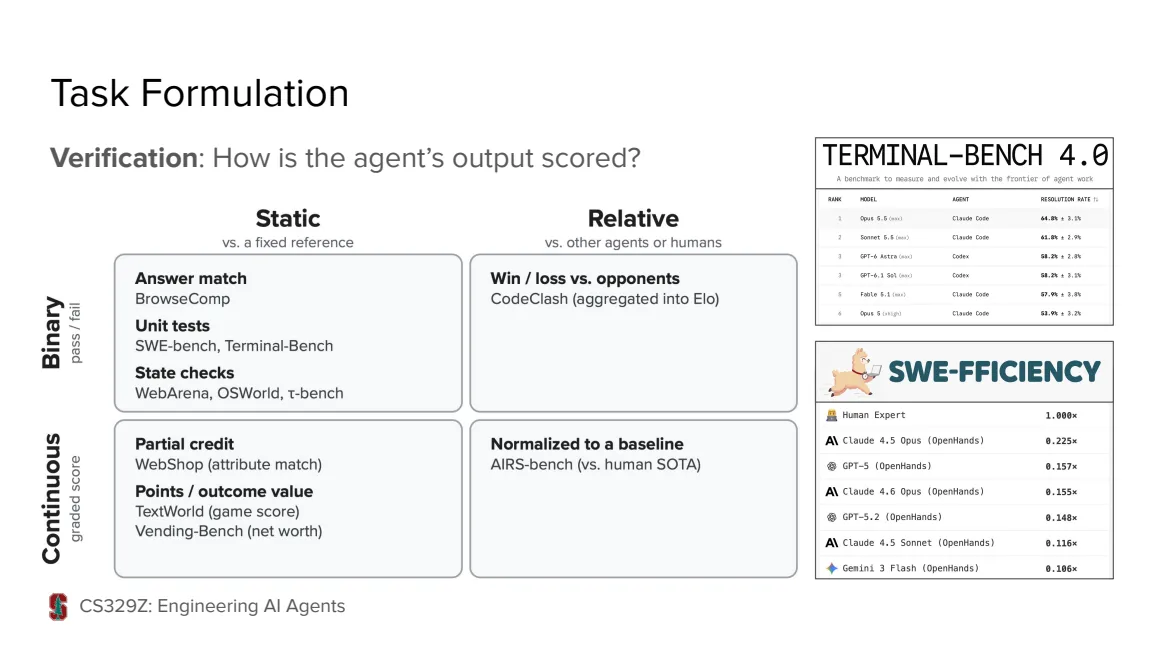 Task Formulation
Verification: How is the agent's output scored?
Static
vs. a fixed reference
Relative
vs. other agents or humans
Binary
pass / fail
Answer match
BrowseComp
Unit tests
SWE-bench, Terminal-Bench
State checks
WebArena, OSWorld, τ-bench
Win / loss vs. opponents
CodeClash (aggregated into Elo)
Continuous
graded score
Partial credit
WebShop (attribute match)
Points / outcome value
TextWorld (game score)
Vending-Bench (net worth)
Normalized to a baseline
AIRS-bench (vs. human SOTA)
TERMINAL-BENCH 4.0
A benchmark to measure and evolve with the frontier of agent work
RANK MODEL AGENT RESOLUTION RATE ↑↓
1 Opus 5.5 (max) Claude Code 64.8% ± 3.1%
2 Sonnet 5.5 (max) Claude Code 61.8% ± 2.9%
3 GPT-6 Astra (max) Codex 58.2% ± 2.8%
3 GPT-6.1 Sol (max) Codex 58.2% ± 3.1%
5 Fable 5.1 (max) Claude Code 57.9% ± 3.8%
6 Opus 5 (xhigh) Claude Code 53.9% ± 3.2%
SWE-FFICIENCY
Human Expert 1.000×
Claude 4.5 Opus (OpenHands) 0.225×
GPT-5 (OpenHands) 0.157×
Claude 4.6 Opus (OpenHands) 0.155×
GPT-5.2 (OpenHands) 0.148×
Claude 4.5 Sonnet (OpenHands) 0.116×
Gemini 3 Flash (OpenHands) 0.106×
CS329Z: Engineering AI Agents